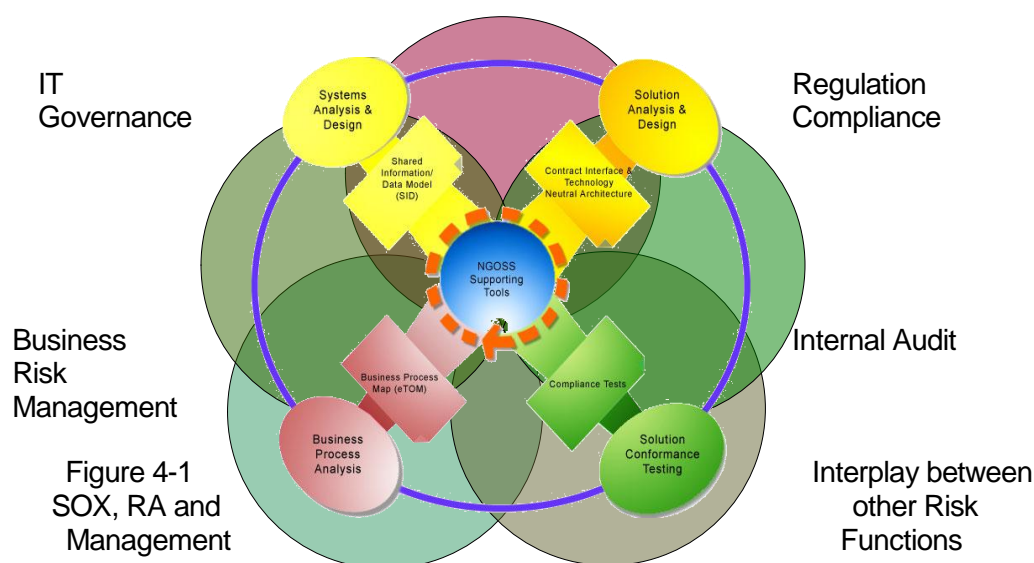 IT
Governance
Regulation
Compliance
Systems
Analysis &
Design
Solution
Analysis &
Design
Shared
Information/
Data Model
(SID)
Contract Interface &
Technology
Neutral Architecture
NGOSS
Supporting
Tools
Business
Risk
Management
Internal Audit
Business Process
Map (eTOM)
Compliance Tests
Business
Process
Analysis
Solution
Conformance
Testing
Figure 4-1
SOX, RA and
Management
Interplay between
other Risk
Functions